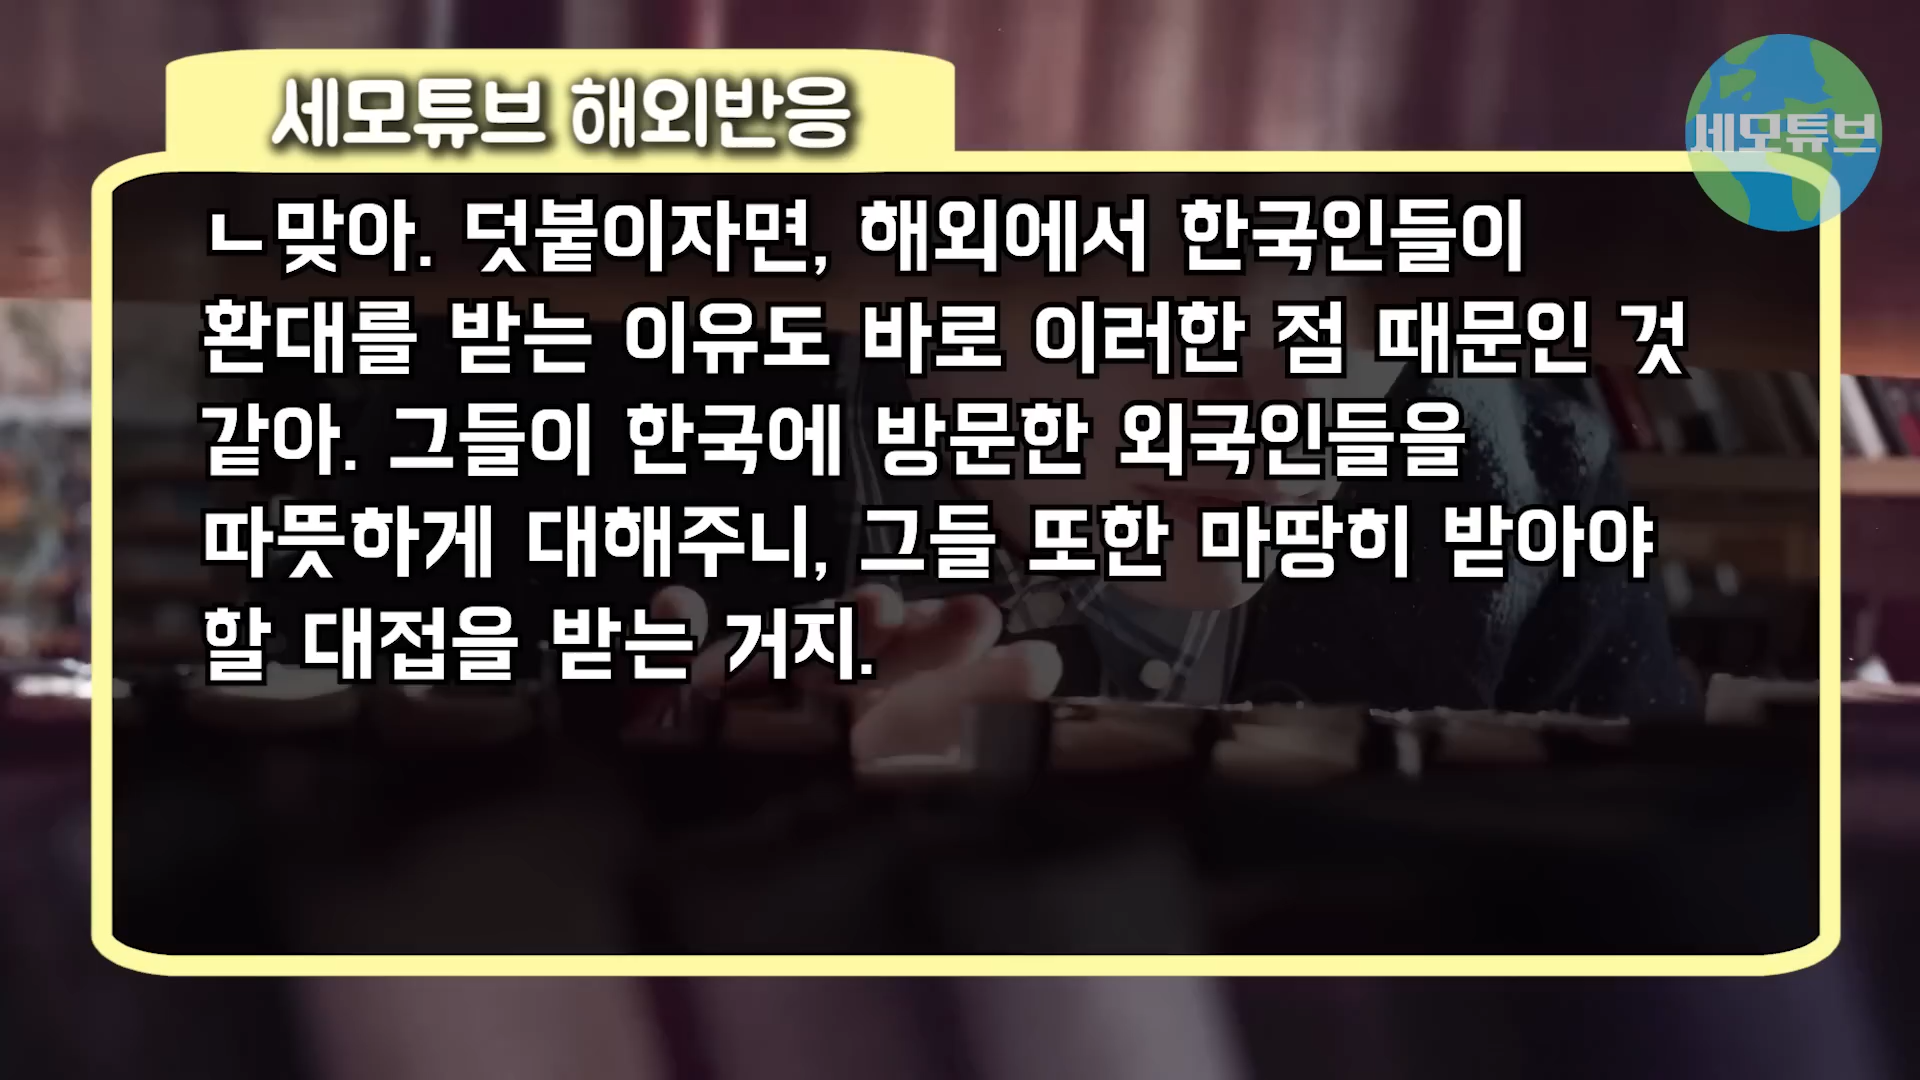 세모튜브 해외반응
세모튜브
ㄴ맞아. 덧붙이자면, 해외에서 한국인들이
환대를 받는 이유도 바로 이러한 점 때문인 것
같아. 그들이 한국에 방문한 외국인들을
따뜻하게 대해주니, 그들 또한 마땅히 받아야
할 대접을 받는 거지.